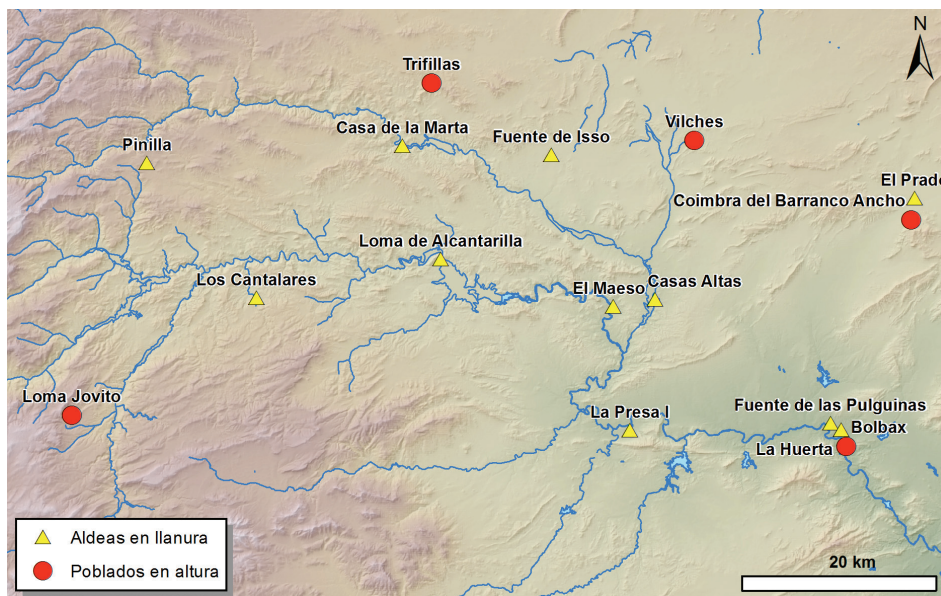 N
Trifillas
Casa de la Marta
Fuente de Isso
Vilches
Pinilla
El Prado
Coimbra del Barranco Ancho
Loma de Alcantarilla
Los Cantalares
El Maeso
Casas Altas
Loma Jovito
La Presa I
Fuente de las Pulguinas
Bolbax
La Huerta
Aldeas en llanura
Poblados en altura
20 km